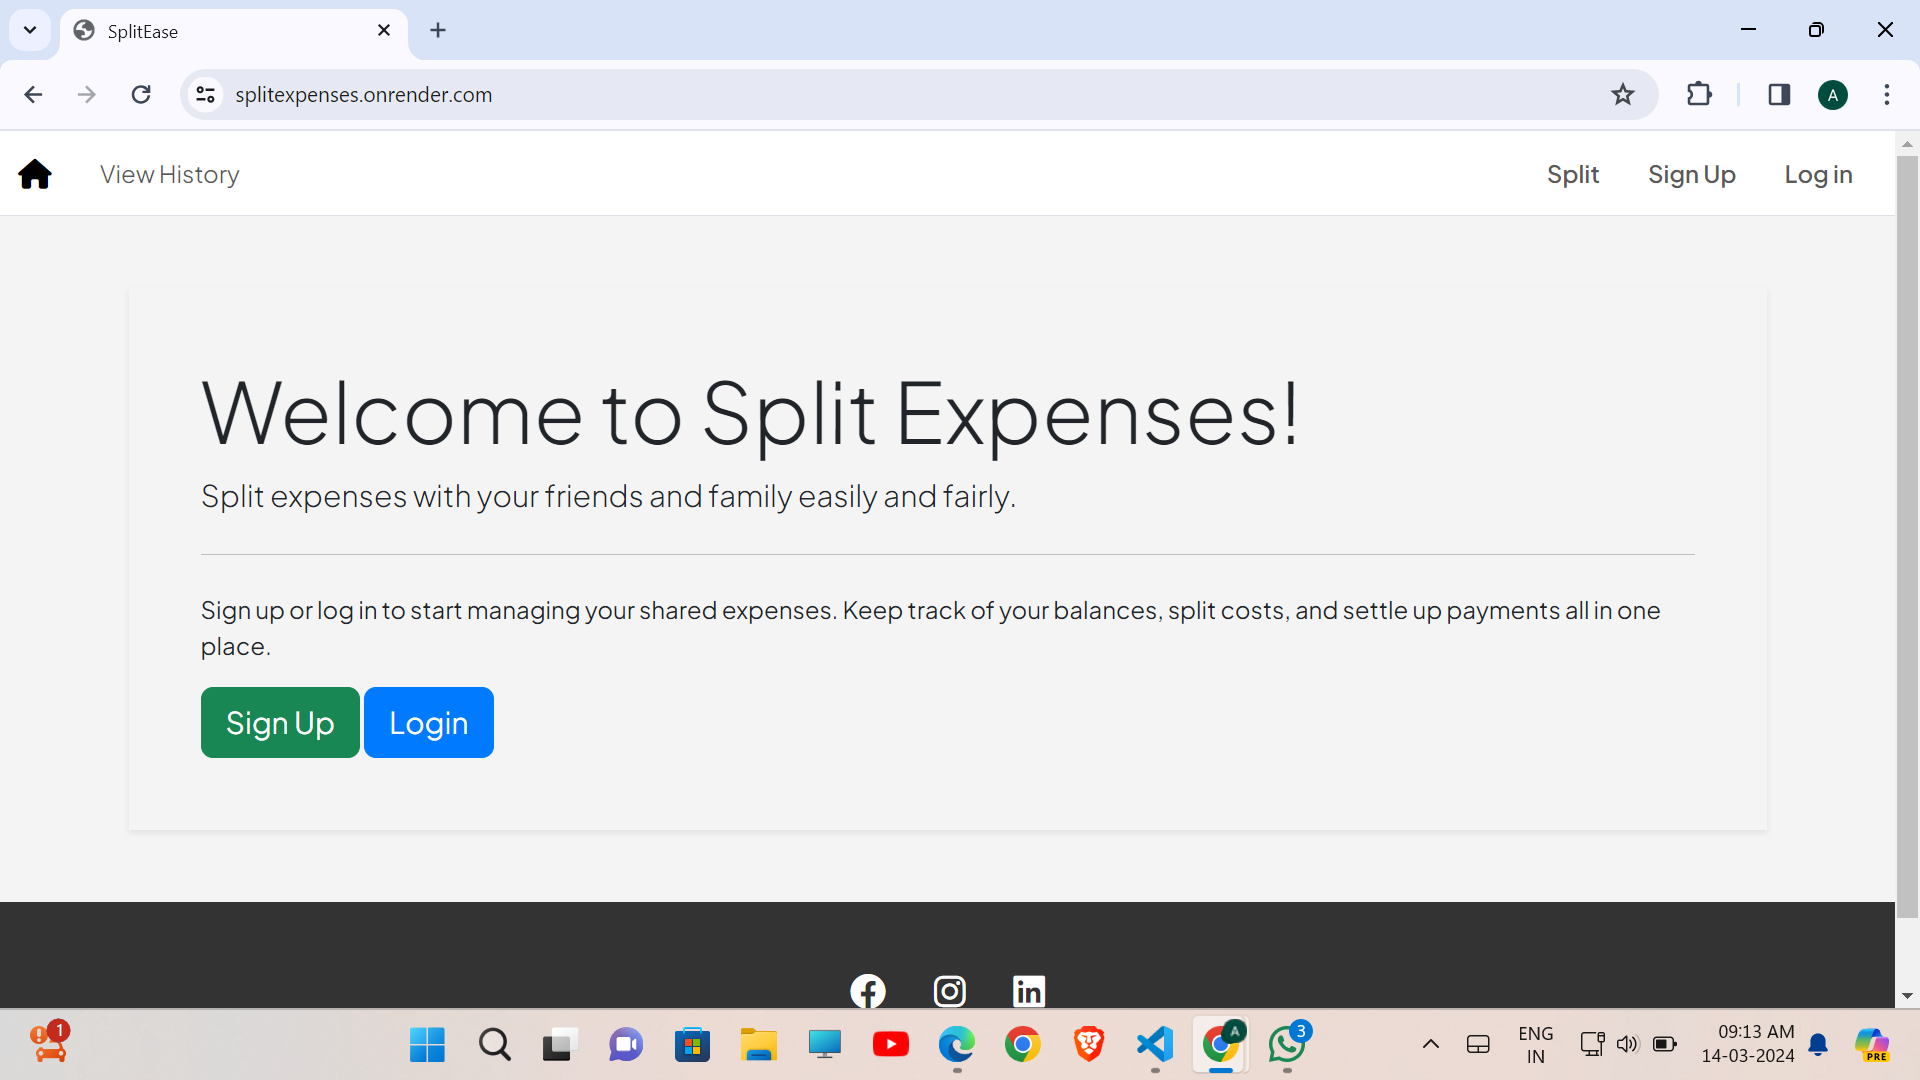 SplitEase
splitexpenses.onrender.com
A
View History
Split
Sign Up
Log in
Welcome to Split Expenses!
Split expenses with your friends and family easily and fairly.
Sign up or log in to start managing your shared expenses. Keep track of your balances, split costs, and settle up payments all in one
place.
Sign Up
Login
in
1
A
3
ENG
IN
09:13 AM
14-03-2024
PRE